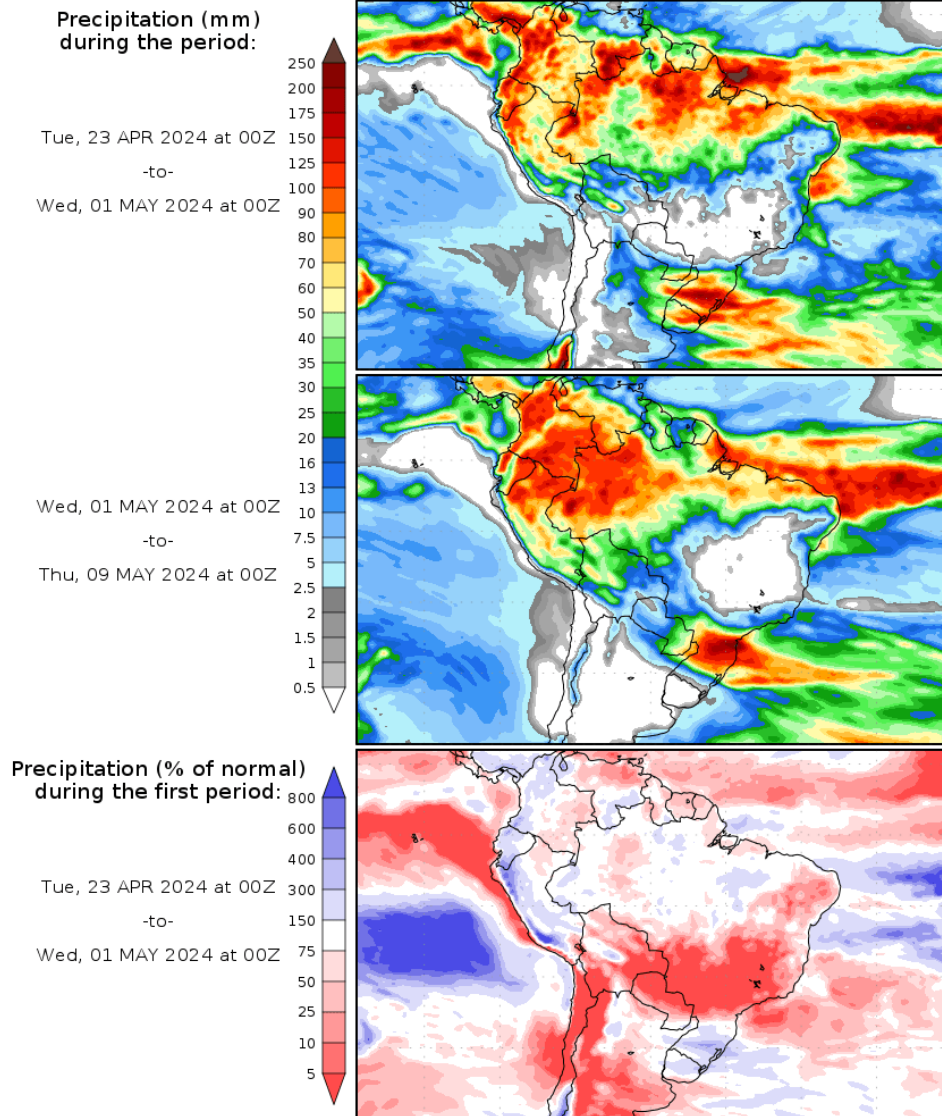 Precipitation (mm)
during the period:
250
200
175
150
125
100
90
80
70
60
50
40
35
30
25
20
16
13
10
7.5
5
2.5
2
1.5
1
0.5
Tue, 23 APR 2024 at 00Z
-to-
Wed, 01 MAY 2024 at 00Z
Wed, 01 MAY 2024 at 00Z
-to-
Thu, 09 MAY 2024 at 00Z
Precipitation (% of normal)
during the first period:
800
600
400
300
150
75
50
25
10
5
Tue, 23 APR 2024 at 00Z
-to-
Wed, 01 MAY 2024 at 00Z